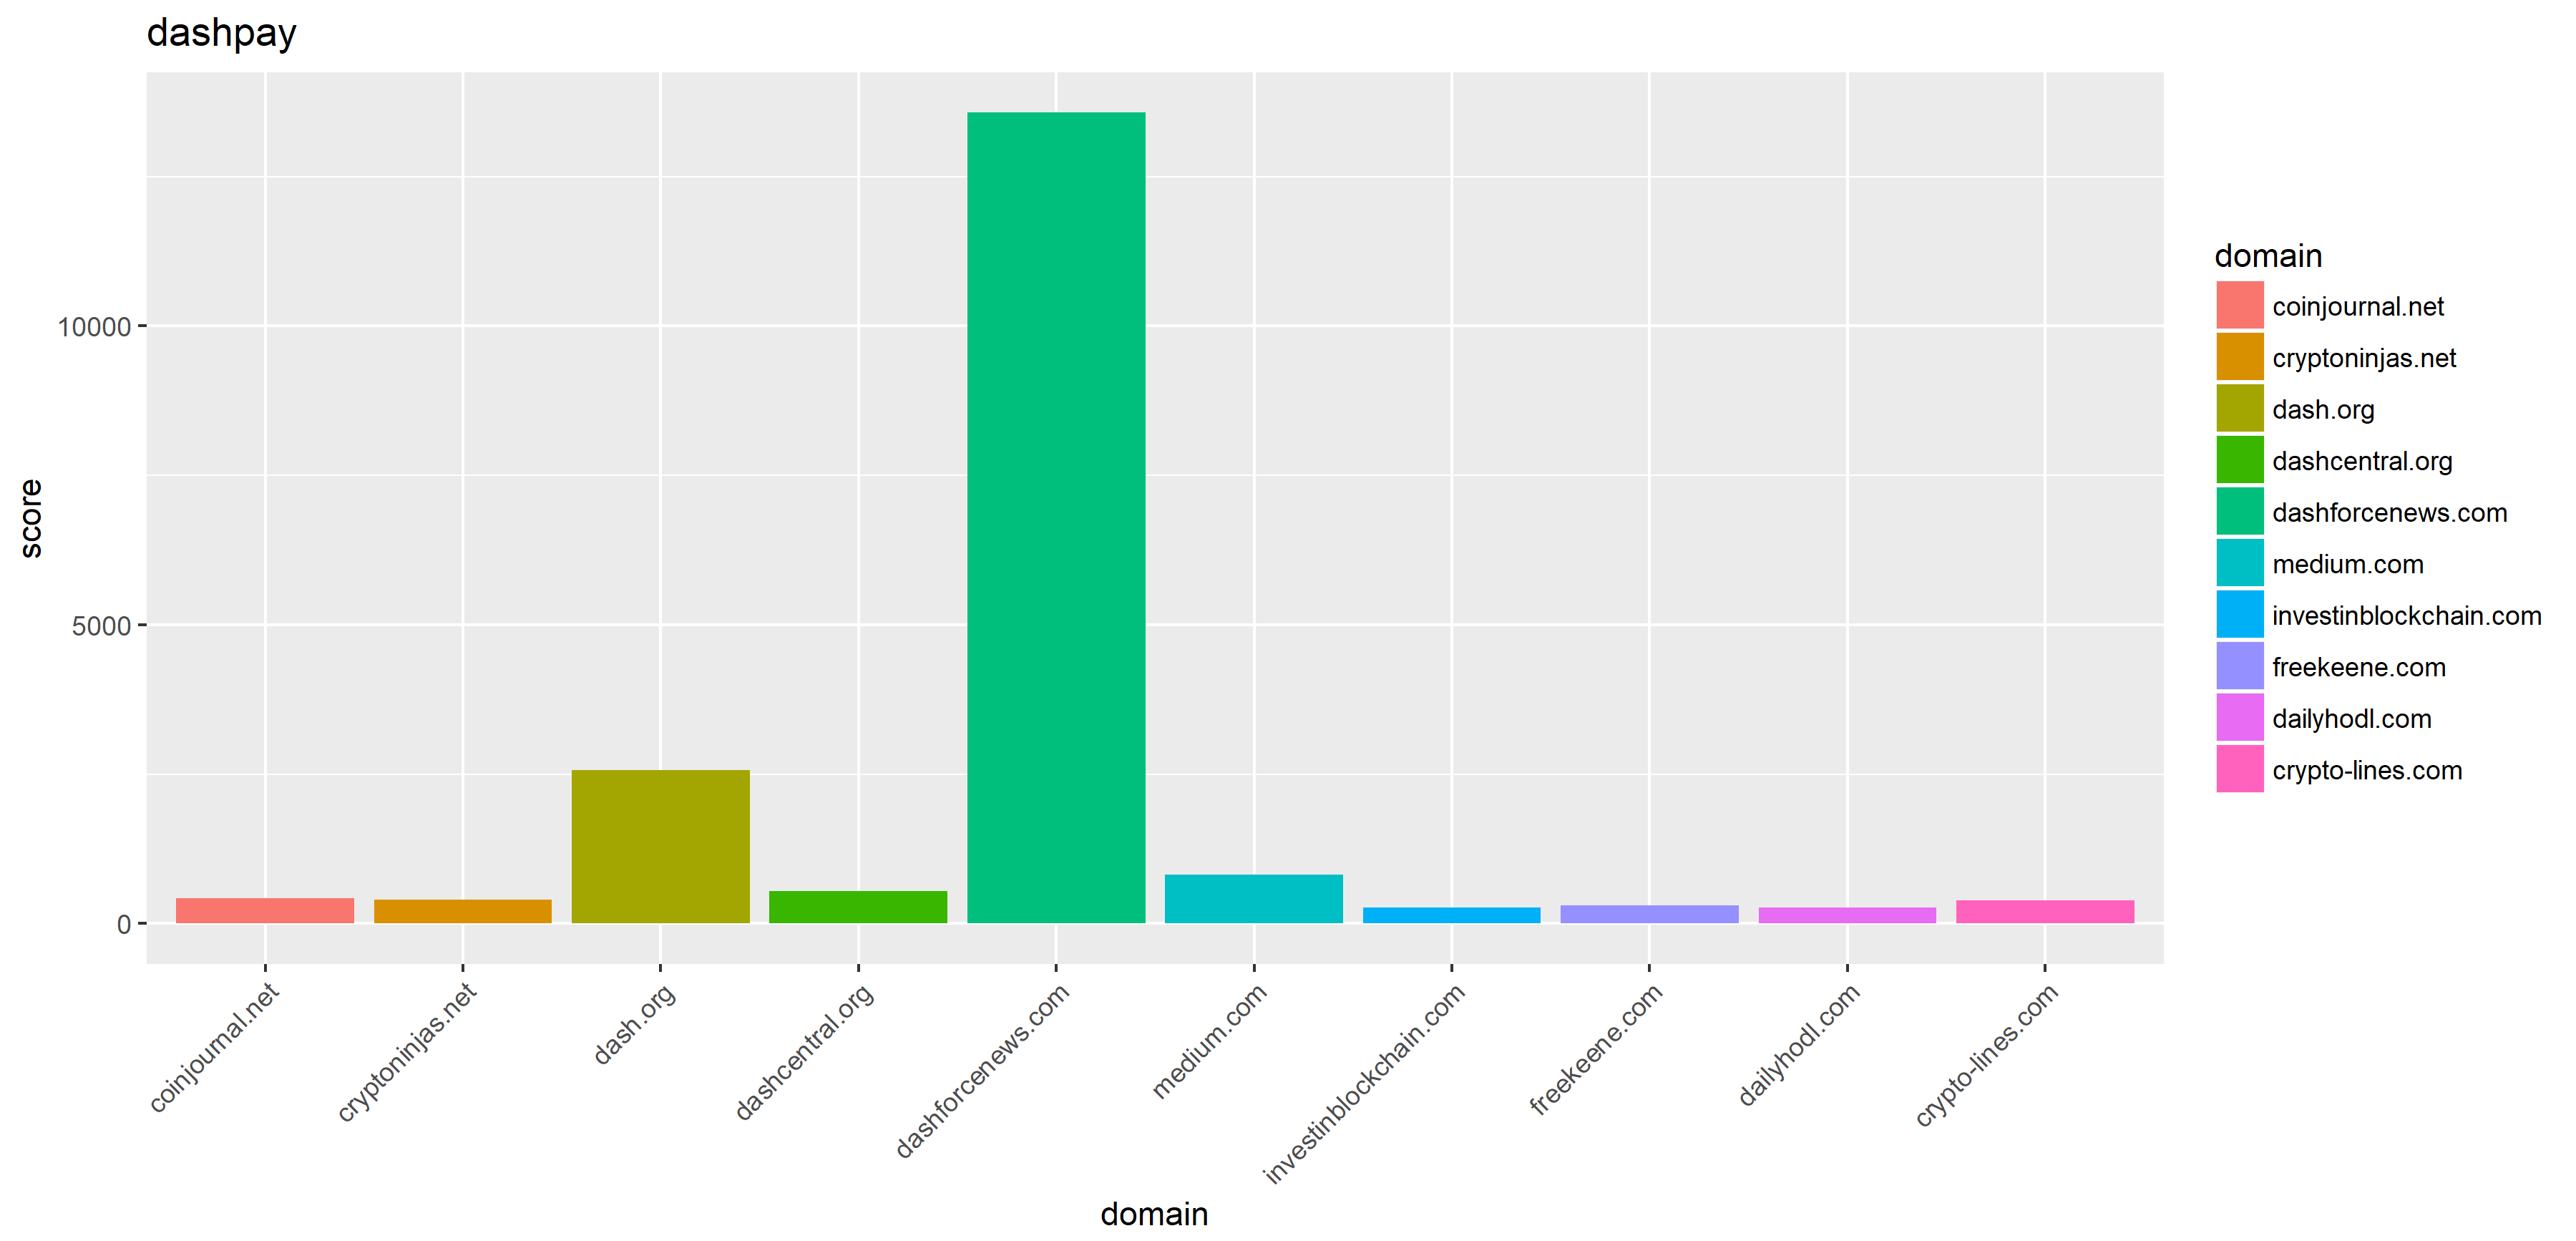 dashpay
score
10000
5000
0
coinjournal.net
cryptoninjas.net
dash.org
dashcentral.org
dashforcenews.com
medium.com
investinblockchain.com
freekeene.com
dailyhodl.com
crypto-lines.com
domain
domain
coinjournal.net
cryptoninjas.net
dash.org
dashcentral.org
dashforcenews.com
medium.com
investinblockchain.com
freekeene.com
dailyhodl.com
crypto-lines.com